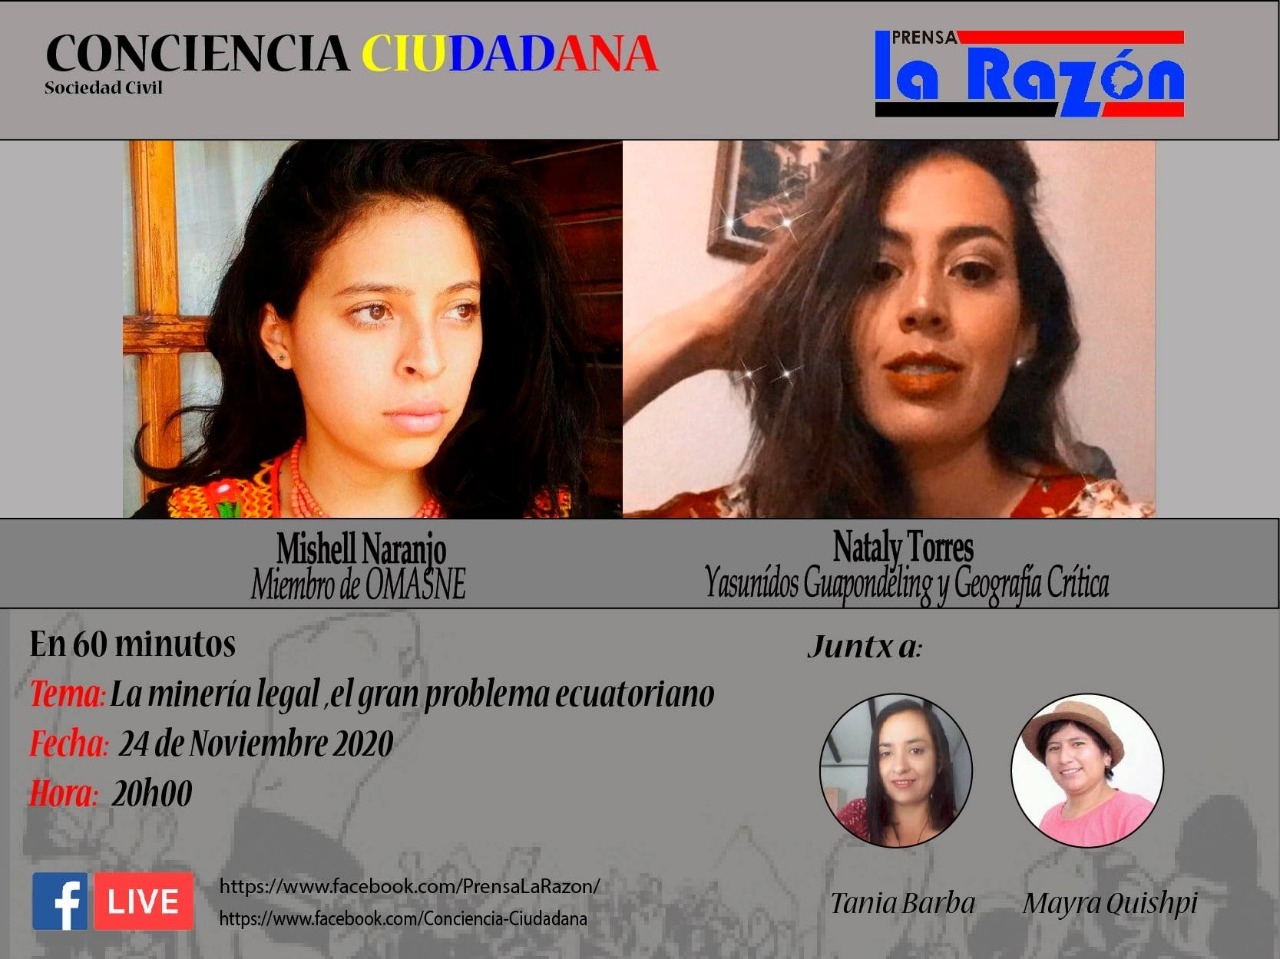 CONCIENCIA CIUDADANA
Sociedad Civil
PRENSA
la Razón
Mishell Naranjo
Miembro de OMASNE
Nataly Torres
Yasunídos Guapondeling y Geografía Crítica
En 60 minutos
Tema: La minería legal ,el gran problema ecuatoriano
Fecha: 24 de Noviembre 2020
Hora: 20h00
Juntx a:
Tania Barba
Mayra Quishpi
f LIVE
https://www.facebook.com/PrensaLaRazon/
https://www.facebook.com/Conciencia-Ciudadana